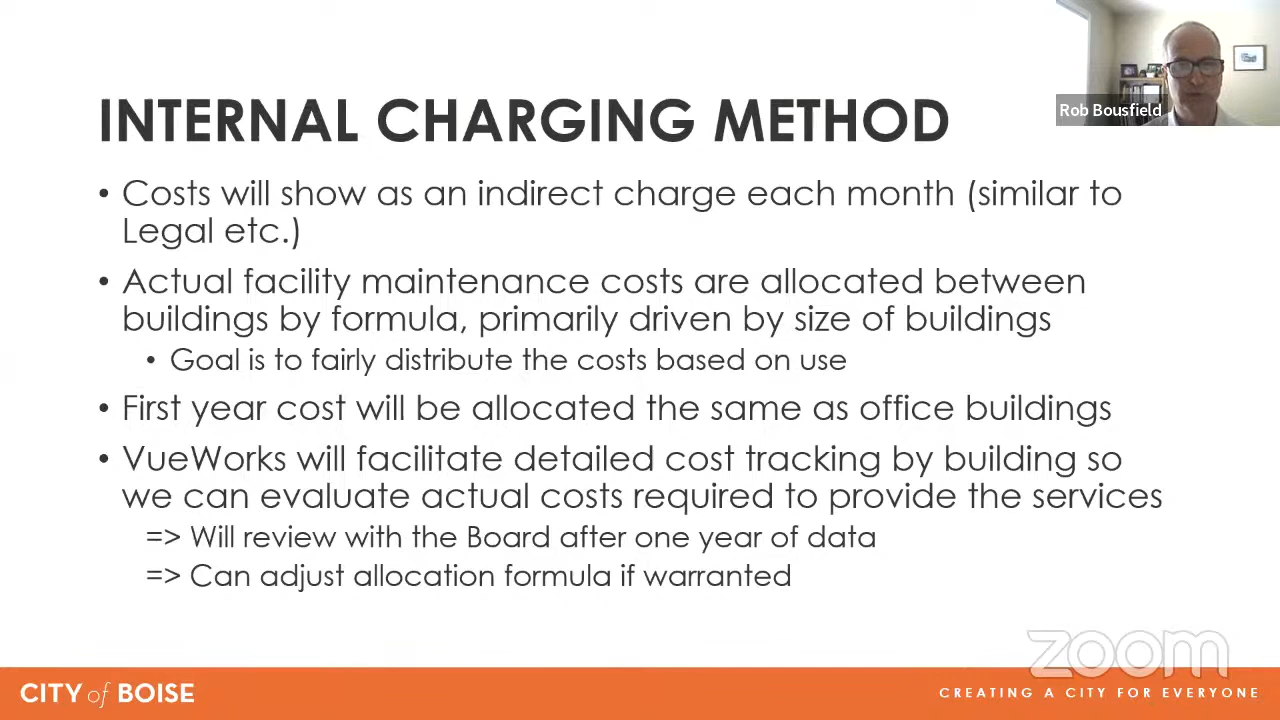 Rob Bousfield
INTERNAL CHARGING METHOD
• Costs will show as an indirect charge each month (similar to
Legal etc.)
• Actual facility maintenance costs are allocated between
buildings by formula, primarily driven by size of buildings
• Goal is to fairly distribute the costs based on use
• First year cost will be allocated the same as office buildings
• VueWorks will facilitate detailed cost tracking by building so
we can evaluate actual costs required to provide the services
=> Will review with the Board after one year of data
=> Can adjust allocation formula if warranted
zoom
CITY of BOISE
CREATING A CITY FOR EVERYONE